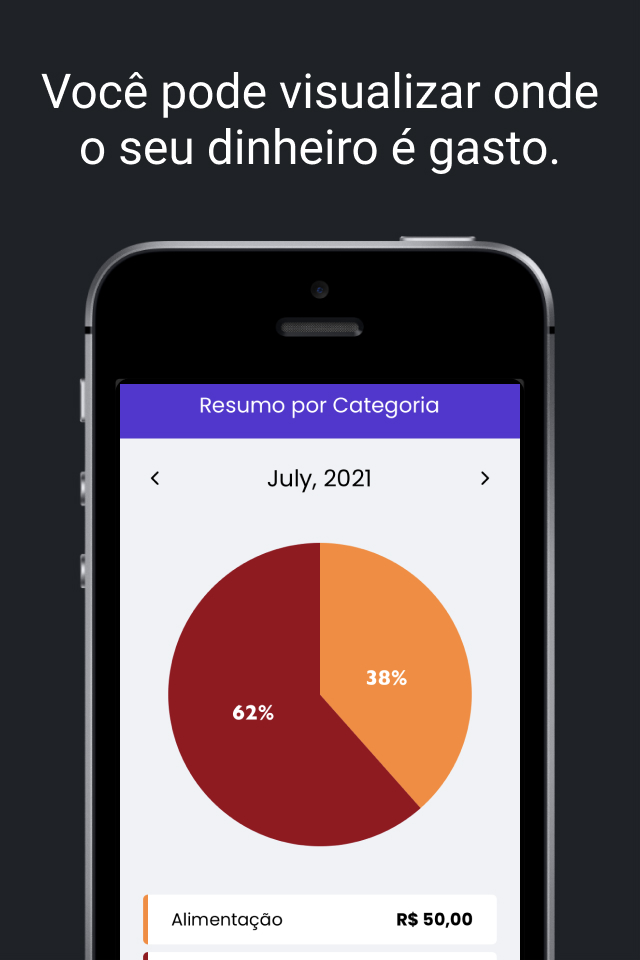 Você pode visualizar onde
o seu dinheiro é gasto.
Resumo por Categoria
July, 2021
38%
62%
Alimentação R$ 50,00